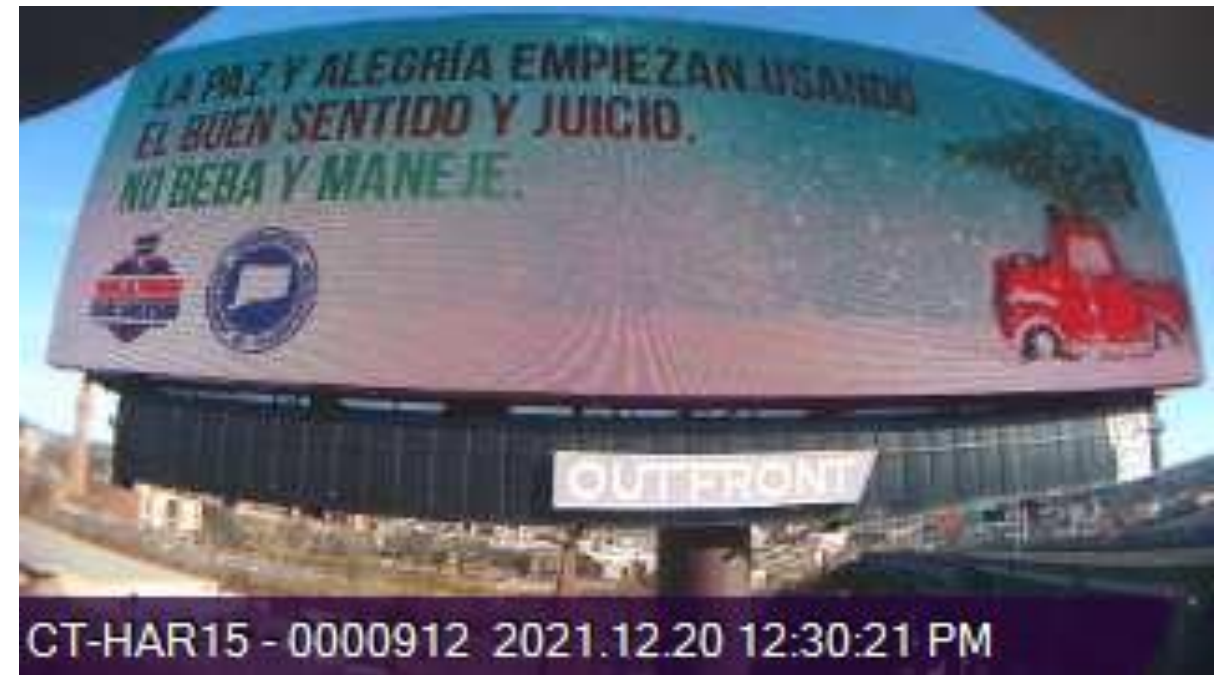 LA PAZ Y ALEGRÍA EMPIEZAN USANDO
EL BUEN SENTIDO Y JUICIO.
NO BEBA Y MANEJE.
OUTFRONT
CT-HAR15 - 0000912 2021.12.20 12:30:21 PM